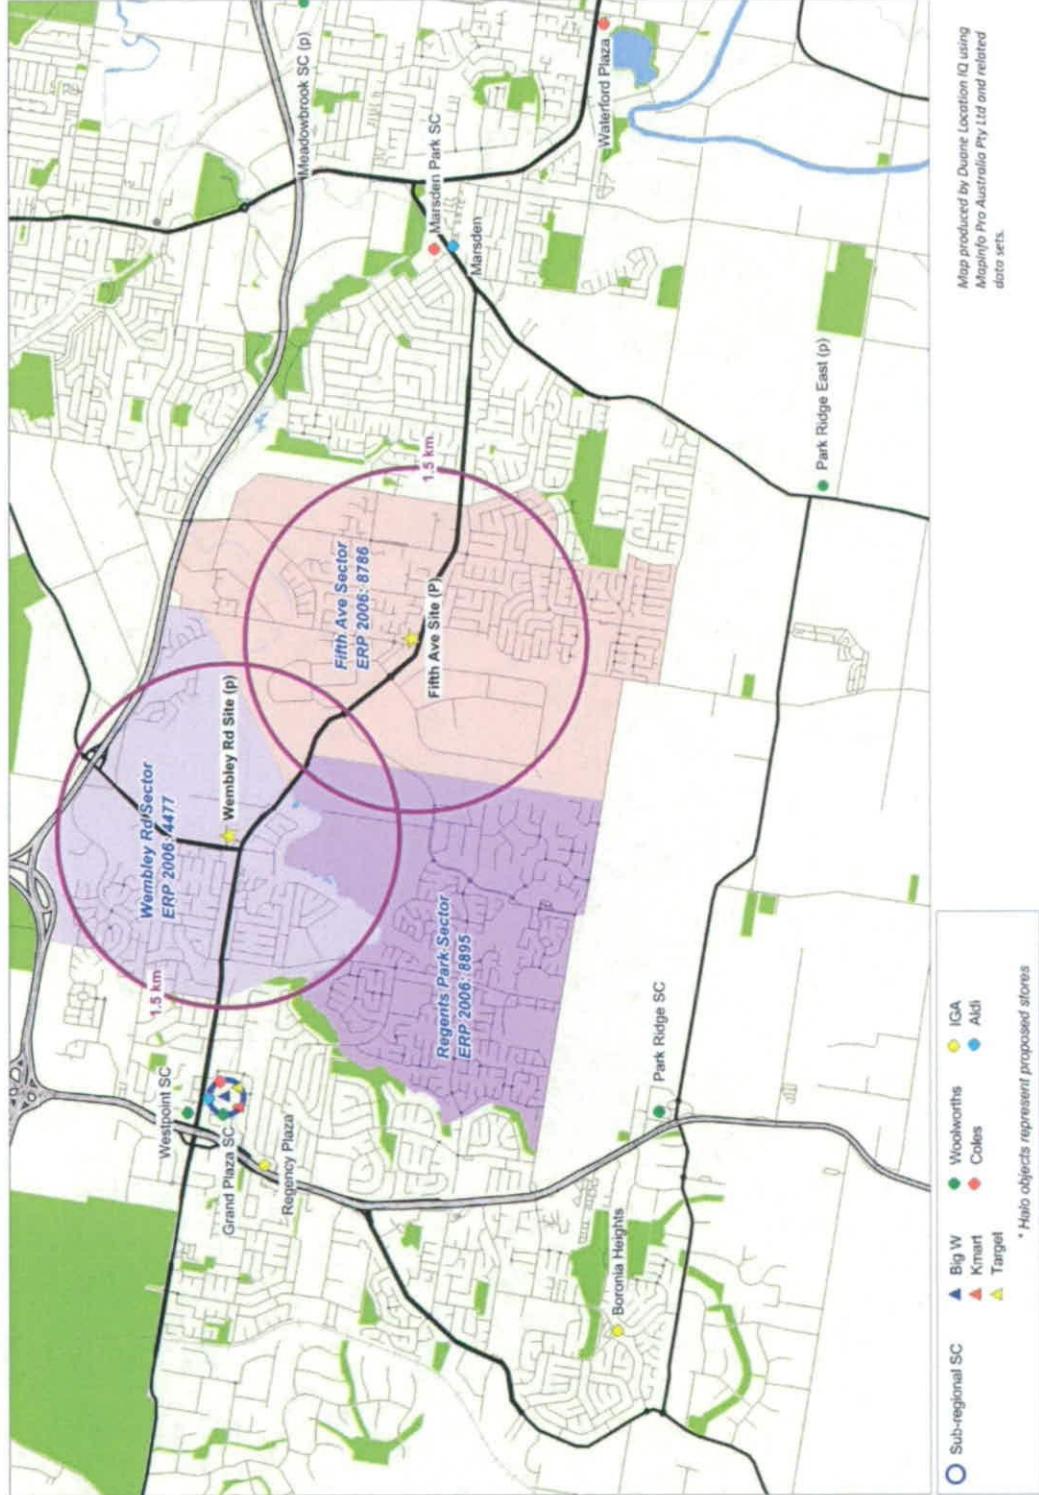 Meadowbrook SC (p)
Waterford Plaza
Marsden Park SC
Marsden
1.5 km
Park Ridge East (p)
Fifth Ave Sector
ERP 2006: 8786
Fifth Ave Site (P)
Wembley Rd Site (p)
Wembley Rd Sector
ERP 2006: 4477
1.5 km
Regents Park Sector
ERP 2006: 8895
Westpoint SC
Grand Plaza SC
Regency Plaza
Park Ridge SC
Boronia Heights
Sub-regional SC
Big W
Kmart
Target
Woolworths
Coles
IGA
Aldi
* Halo objects represent proposed stores
Map produced by Duane Location IQ using
MapInfo Pro Australia Pty Ltd and related
data sets.